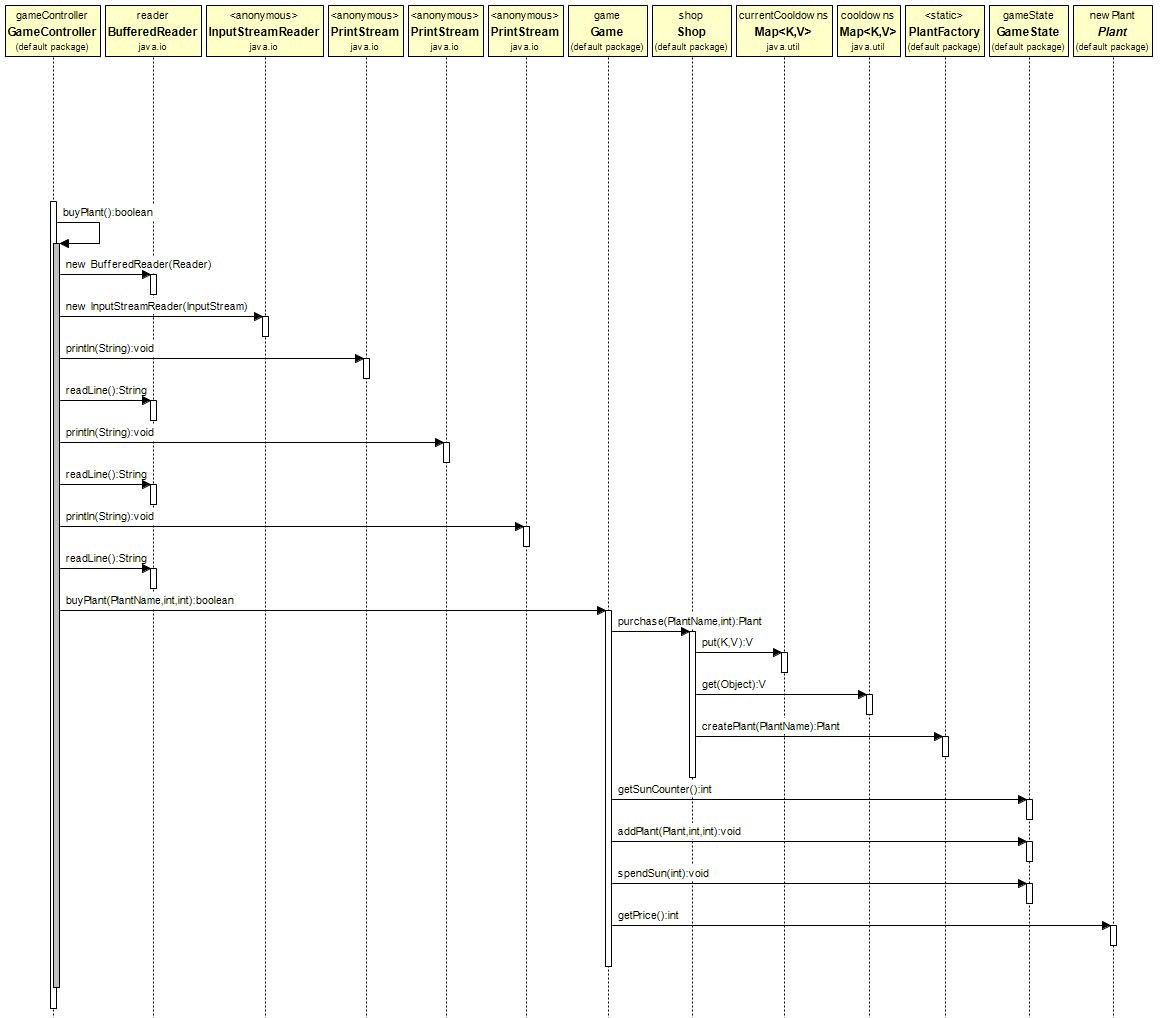 gameController
GameController
(default package)
reader
BufferedReader
java.io
<anonymous>
InputStreamReader
java.io
<anonymous>
PrintStream
java.io
<anonymous>
PrintStream
java.io
<anonymous>
PrintStream
java.io
game
Game
(default package)
shop
Shop
(default package)
currentCooldowns
Map<K,V>
java.util
cooldowns
Map<K,V>
java.util
<static>
PlantFactory
(default package)
gameState
GameState
(default package)
newPlant
Plant
(default package)
buyPlant():boolean
new BufferedReader(Reader)
new InputStreamReader(InputStream)
println(String):void
readLine():String
println(String):void
readLine():String
println(String):void
readLine():String
buyPlant(PlantName,int,int):boolean
purchase(PlantName,int):Plant
put(K,V):V
get(Object):V
createPlant(PlantName):Plant
getSunCounter():int
addPlant(Plant,int,int):void
spendSun(int):void
getPrice():int